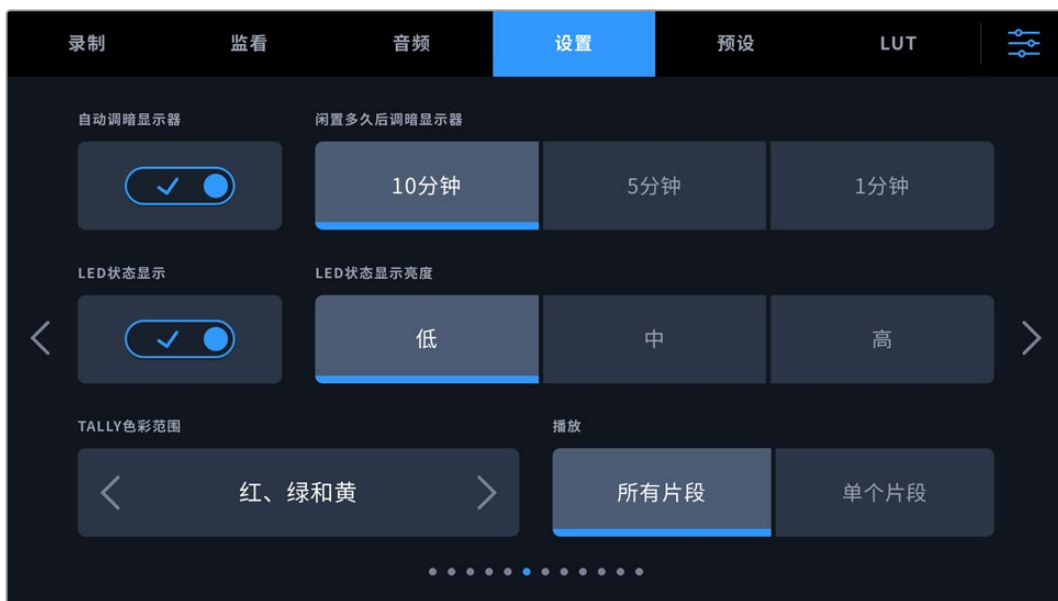 录制 监看 音频 设置 预设 LUT
自动调暗显示器 闲置多久后调暗显示器
10分钟 5分钟 1分钟
LED状态显示 LED状态显示亮度
低 中 高
TALLY色彩范围 播放
红、绿和黄 所有片段 单个片段